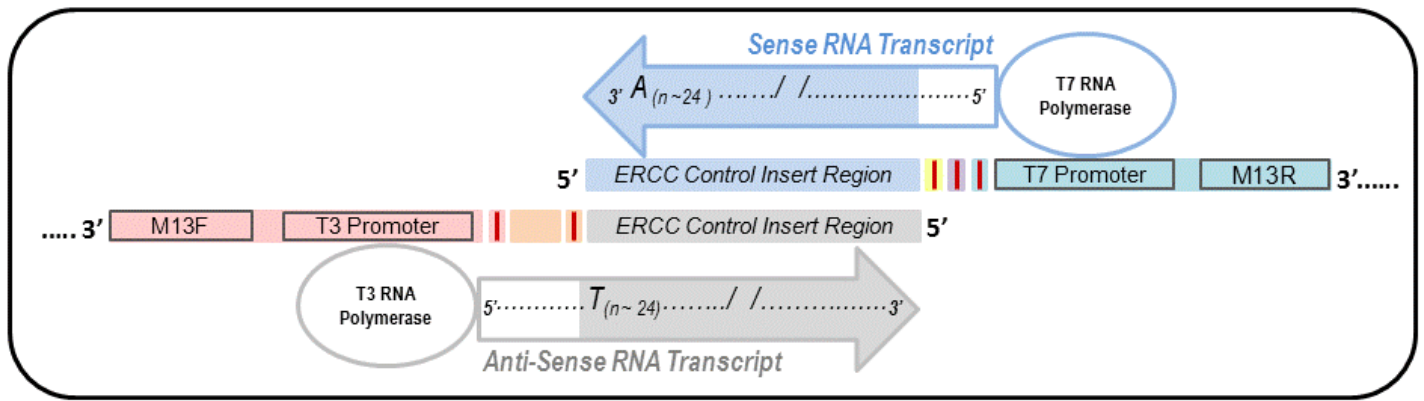 Sense RNA Transcript
3' A (n ~24 ) ......./ /......................5'
T7 RNA
Polymerase
5' ERCC Control Insert Region T7 Promoter M13R 3'......
..... 3' M13F T3 Promoter ERCC Control Insert Region 5'
T3 RNA
Polymerase
5'............T(n~ 24)......../ /................3'
Anti-Sense RNA Transcript